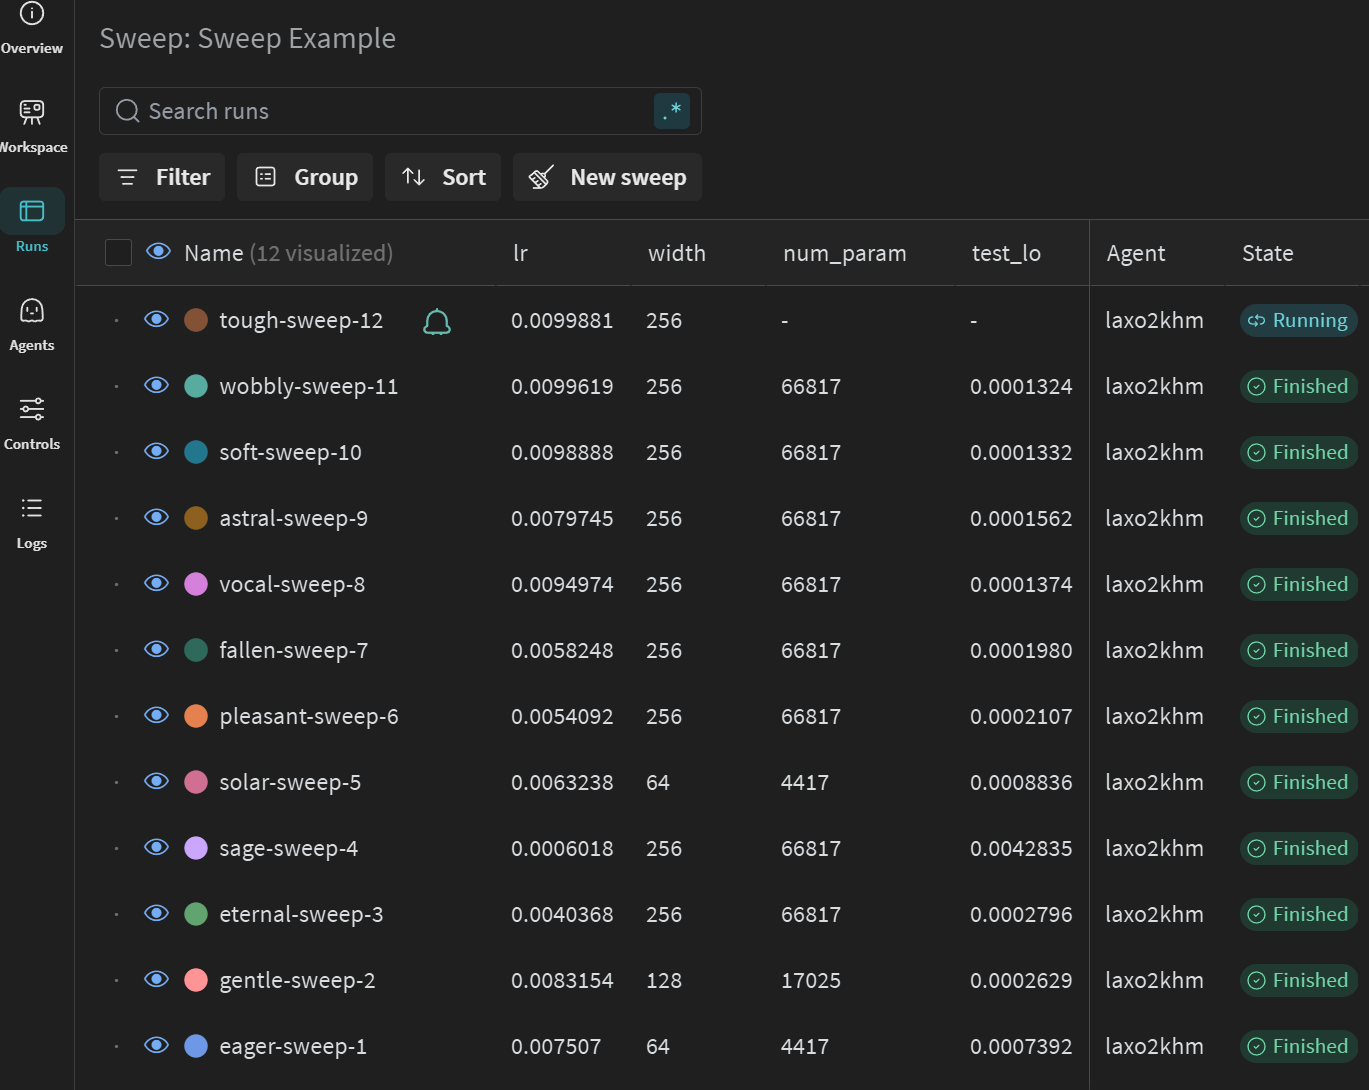 Overview
Workspace
Runs
Agents
Controls
Logs
Sweep: Sweep Example
Search runs .*
Filter Group Sort New sweep
Name (12 visualized) lr width num_param test_lo Agent State
tough-sweep-12 0.0099881 256 - - laxo2khm Running
wobbly-sweep-11 0.0099619 256 66817 0.0001324 laxo2khm Finished
soft-sweep-10 0.0098888 256 66817 0.0001332 laxo2khm Finished
astral-sweep-9 0.0079745 256 66817 0.0001562 laxo2khm Finished
vocal-sweep-8 0.0094974 256 66817 0.0001374 laxo2khm Finished
fallen-sweep-7 0.0058248 256 66817 0.0001980 laxo2khm Finished
pleasant-sweep-6 0.0054092 256 66817 0.0002107 laxo2khm Finished
solar-sweep-5 0.0063238 64 4417 0.0008836 laxo2khm Finished
sage-sweep-4 0.0006018 256 66817 0.0042835 laxo2khm Finished
eternal-sweep-3 0.0040368 256 66817 0.0002796 laxo2khm Finished
gentle-sweep-2 0.0083154 128 17025 0.0002629 laxo2khm Finished
eager-sweep-1 0.007507 64 4417 0.0007392 laxo2khm Finished